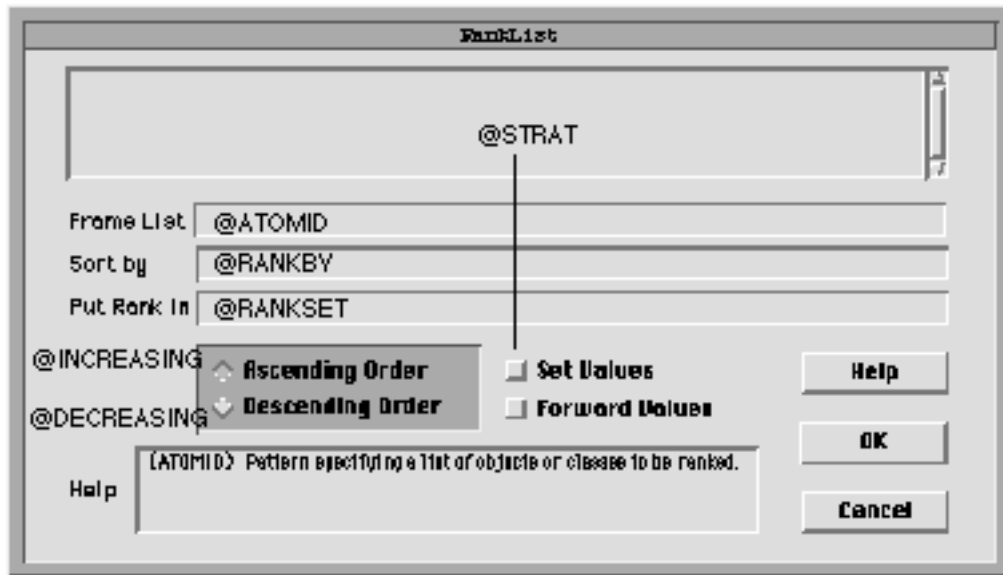 RankList
@STRAT
Frame List @ATOMID
Sort by @RANKBY
Put Rank In @RANKSET
@INCREASING Ascending Order Set Values Help
@DECREASING Descending Order Forward Values
OK
Help (ATOMID) Pattern specifying a list of objects or classes to be ranked.
Cancel